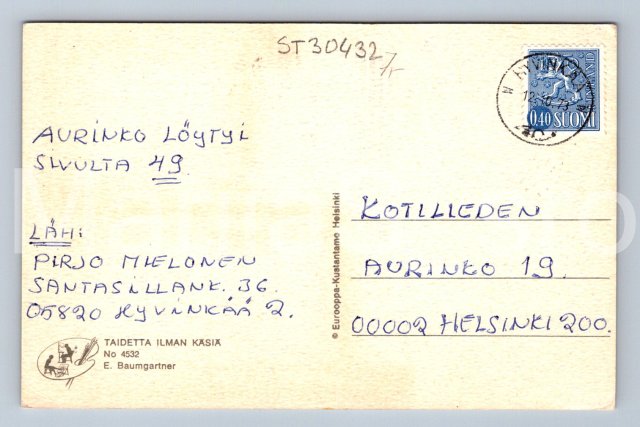 ST30432
HYVINKÄÄ
0,40 SUOMI
AURINKO LÖYTYI
SIVULTA 49.
LÄH:
PIRJO MIELONEN
SANTASILLANK. 36.
05820 HYVINKÄÄ 2.
KOTILIEDEN
AURINKO 19.
00002 HELSINKI 200.
© Eurooppa-Kustantamo Helsinki
TAIDETTA ILMAN KÄSIÄ
No 4532
E. Baumgartner